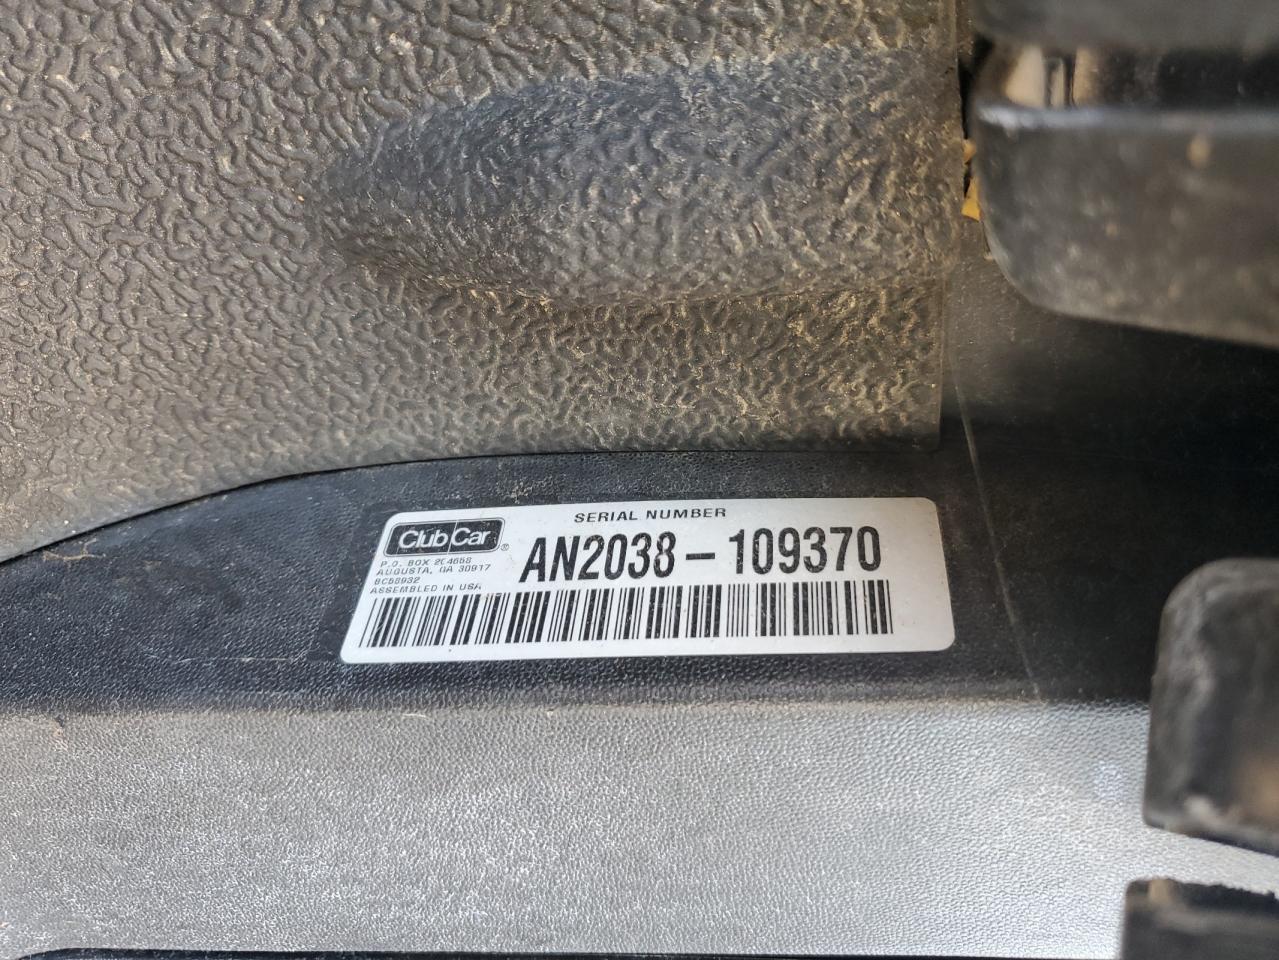 SERIAL NUMBER
Club Car®
AN2038-109370
P.O. BOX 204658
AUGUSTA, GA 30917
ASSEMBLED IN USA